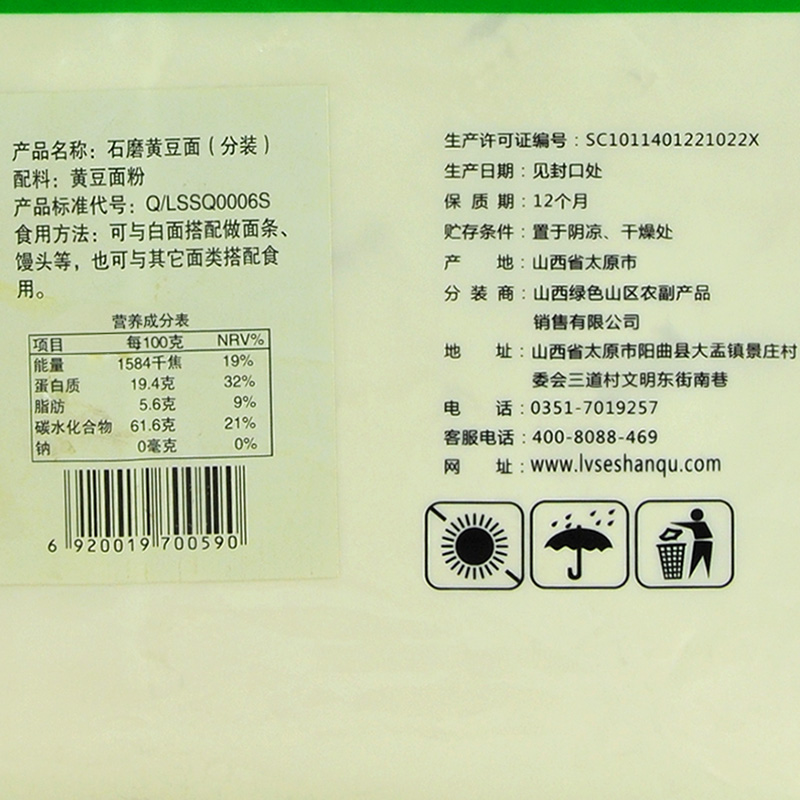 产品名称：石磨黄豆面（分装）
配料：黄豆面粉
产品标准代号：Q/LSSQ0006S
食用方法：可与白面搭配做面条、
馒头等，也可与其它面类搭配食
用。
营养成分表
项目 每100克 NRV%
能量 1584千焦 19%
蛋白质 19.4克 32%
脂肪 5.6克 9%
碳水化合物 61.6克 21%
钠 0毫克 0%
6 920019 700590
生产许可证编号：SC1011401221022X
生产日期：见封口处
保质期：12个月
贮存条件：置于阴凉、干燥处
产地：山西省太原市
分装商：山西绿色山区农副产品
销售有限公司
地址：山西省太原市阳曲县大盂镇景庄村
委会三道村文明东街南巷
电话：0351-7019257
客服电话：400-8088-469
网址：www.lvseshanqu.com